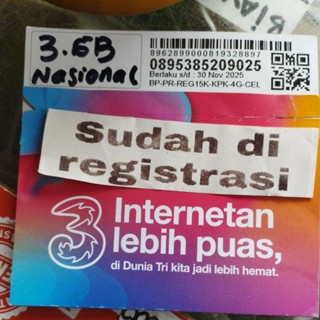 3.5B
Nasional
8962899000819328897
0895385209025
Berlaku s/d : 30 Nov 2025
BP-PR-REG15K-KPK-4G-CEL
Sudah di
registrasi
3
Internetan
lebih puas,
di Dunia Tri kita jadi lebih hemat.